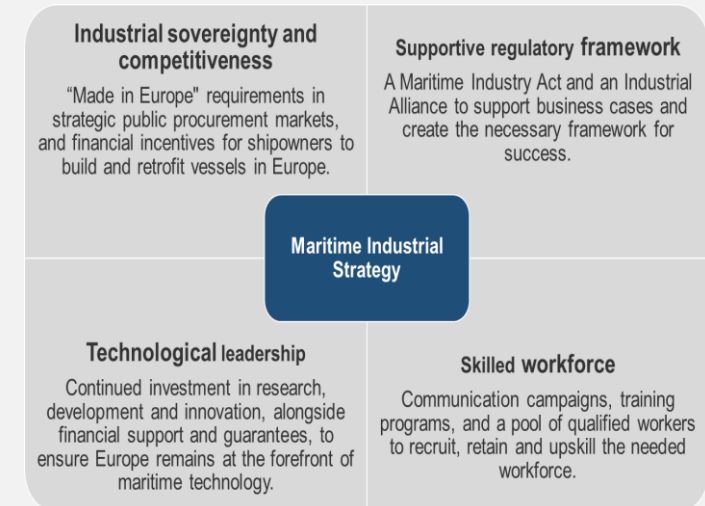 Industrial sovereignty and
competitiveness
“Made in Europe" requirements in
strategic public procurement markets,
and financial incentives for shipowners to
build and retrofit vessels in Europe.
Supportive regulatory framework
A Maritime Industry Act and an Industrial
Alliance to support business cases and
create the necessary framework for
success.
Maritime Industrial
Strategy
Technological leadership
Continued investment in research,
development and innovation, alongside
financial support and guarantees, to
ensure Europe remains at the forefront of
maritime technology.
Skilled workforce
Communication campaigns, training
programs, and a pool of qualified workers
to recruit, retain and upskill the needed
workforce.